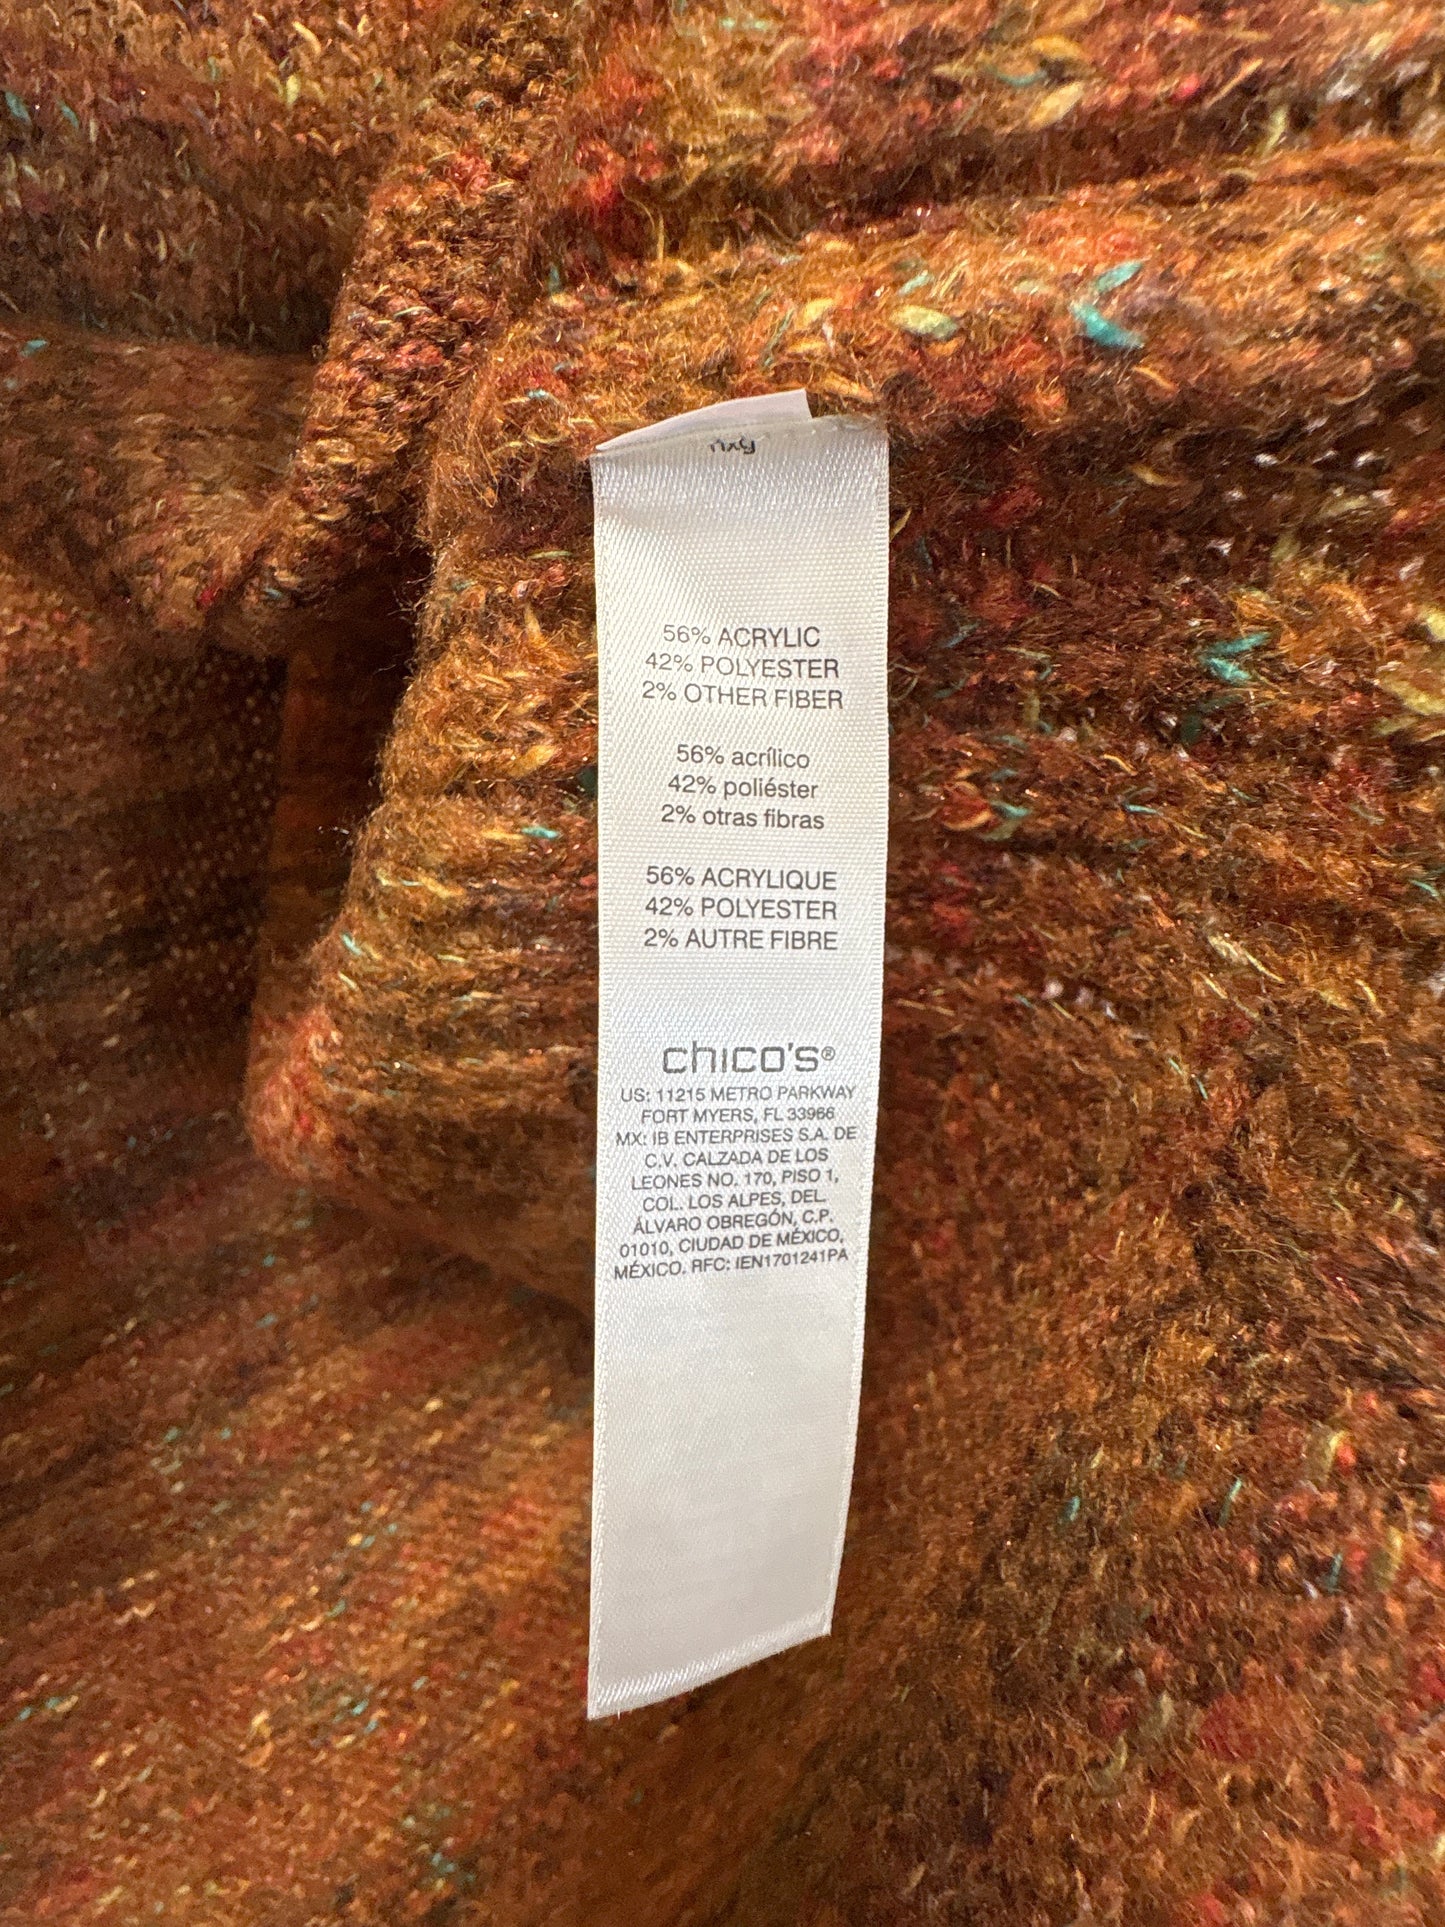 56% ACRYLIC
42% POLYESTER
2% OTHER FIBER
56% acrílico
42% poliéster
2% otras fibras
56% ACRYLIQUE
42% POLYESTER
2% AUTRE FIBRE
CHICO'S®
US: 11215 METRO PARKWAY
FORT MYERS, FL 33966
MX: IB ENTERPRISES S.A. DE
C.V. CALZADA DE LOS
LEONES NO. 170, PISO 1,
COL. LOS ALPES, DEL.
ÁLVARO OBREGÓN, C.P.
01010, CIUDAD DE MÉXICO,
MÉXICO. RFC: IEN1701241PA